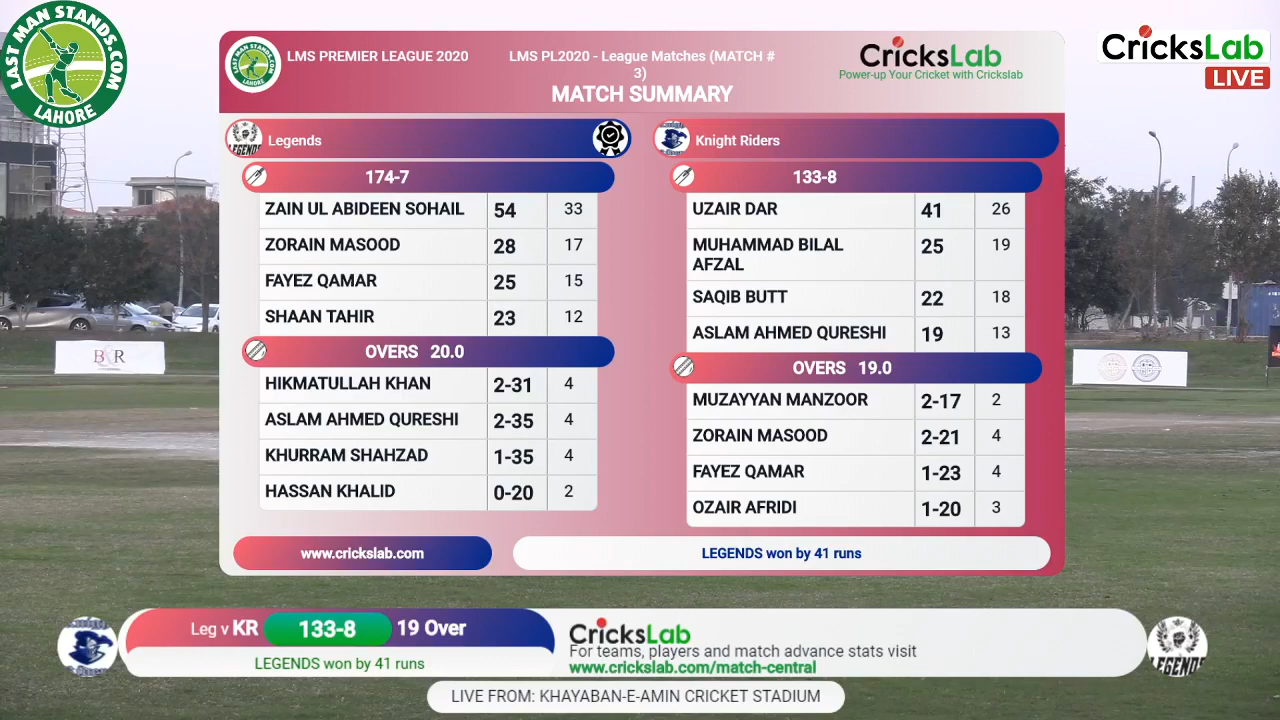 LAST MAN STANDS.COM
LAHORE
LAST MAN STANDS.COM
LAHORE
LMS PREMIER LEAGUE 2020
LMS PL2020 - League Matches (MATCH #
3)
MATCH SUMMARY
CricksLab
Power-up Your Cricket with Crickslab
CricksLab
LIVE
LEGENDS
Legends
174-7
ZAIN UL ABIDEEN SOHAIL 54 33
ZORAIN MASOOD 28 17
FAYEZ QAMAR 25 15
SHAAN TAHIR 23 12
OVERS 20.0
HIKMATULLAH KHAN 2-31 4
ASLAM AHMED QURESHI 2-35 4
KHURRAM SHAHZAD 1-35 4
HASSAN KHALID 0-20 2
Knight Riders
133-8
UZAIR DAR 41 26
MUHAMMAD BILAL
AFZAL 25 19
SAQIB BUTT 22 18
ASLAM AHMED QURESHI 19 13
OVERS 19.0
MUZAYYAN MANZOOR 2-17 2
ZORAIN MASOOD 2-21 4
FAYEZ QAMAR 1-23 4
OZAIR AFRIDI 1-20 3
www.crickslab.com
LEGENDS won by 41 runs
B&R
Leg v KR 133-8 19 Over
LEGENDS won by 41 runs
CricksLab
For teams, players and match advance stats visit
www.crickslab.com/match-central
LEGENDS
LIVE FROM: KHAYABAN-E-AMIN CRICKET STADIUM